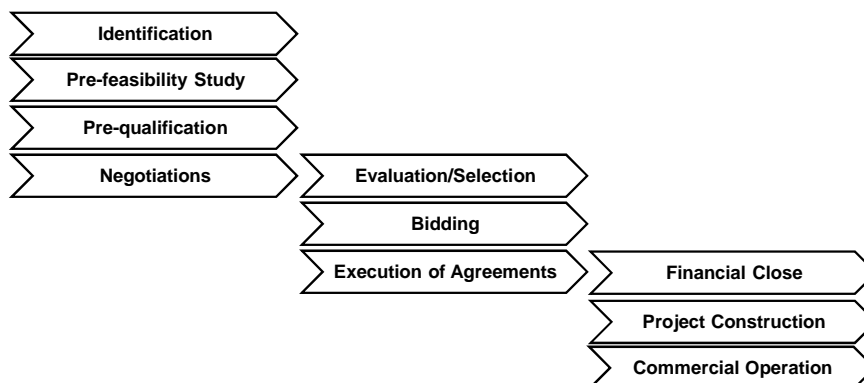 Identification
Pre-feasibility Study
Pre-qualification
Negotiations
Evaluation/Selection
Bidding
Execution of Agreements
Financial Close
Project Construction
Commercial Operation